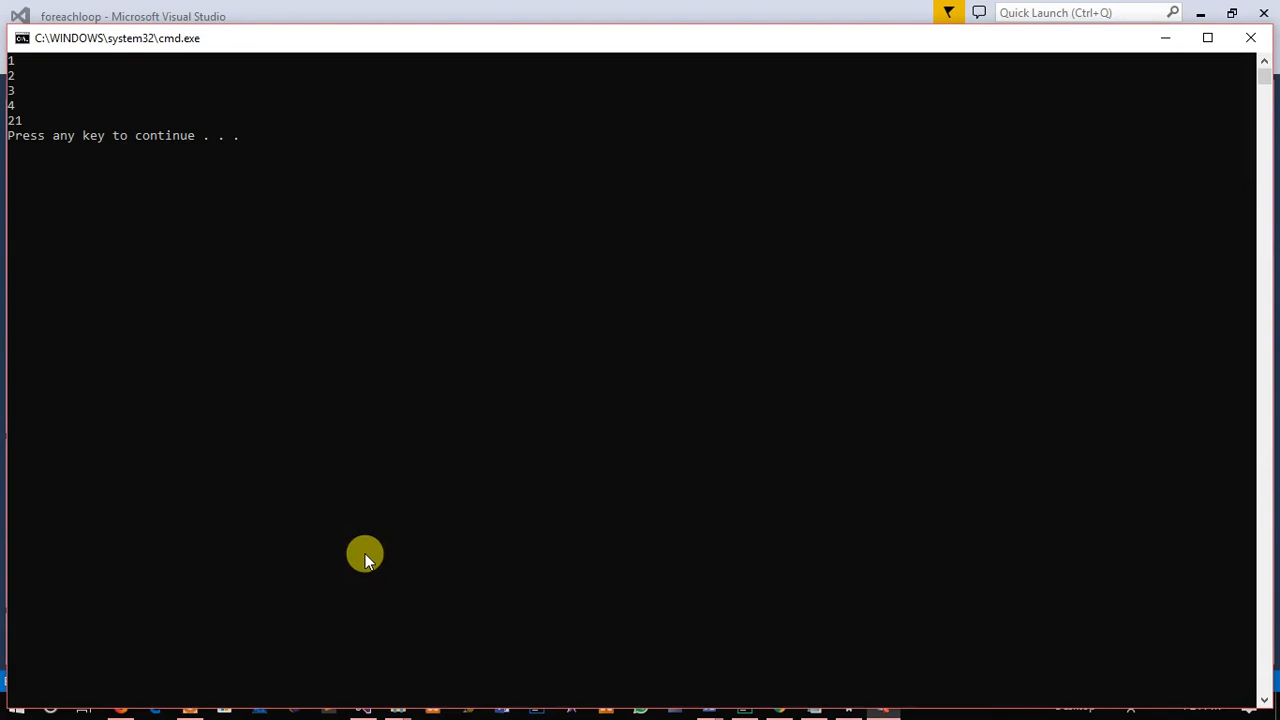 foreachloop - Microsoft Visual Studio
Quick Launch (Ctrl+Q)
C:\WINDOWS\system32\cmd.exe
1
2
3
4
21
Press any key to continue . . .